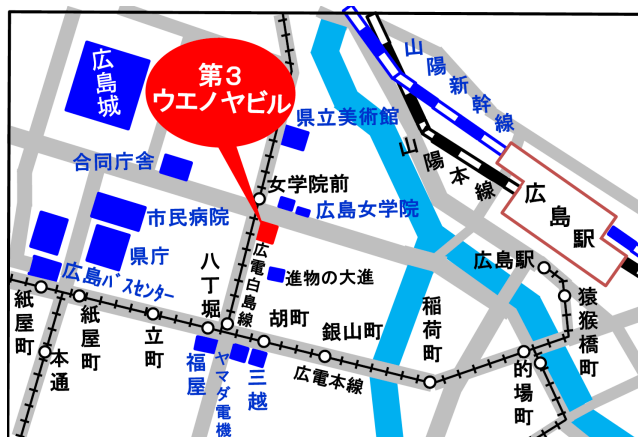 広島城
第3
ウエノヤビル
山陽新幹線
山陽本線
県立美術館
合同庁舎
女学院前
広島女学院
広島駅
市民病院
県庁
広島バスセンター
八丁堀
広電白島線
進物の大進
広島駅
猿猴橋町
紙屋町
紙屋町
本通
立町
福屋
ヤマダ電機
三越
胡町
銀山町
広電本線
稲荷町
的場町